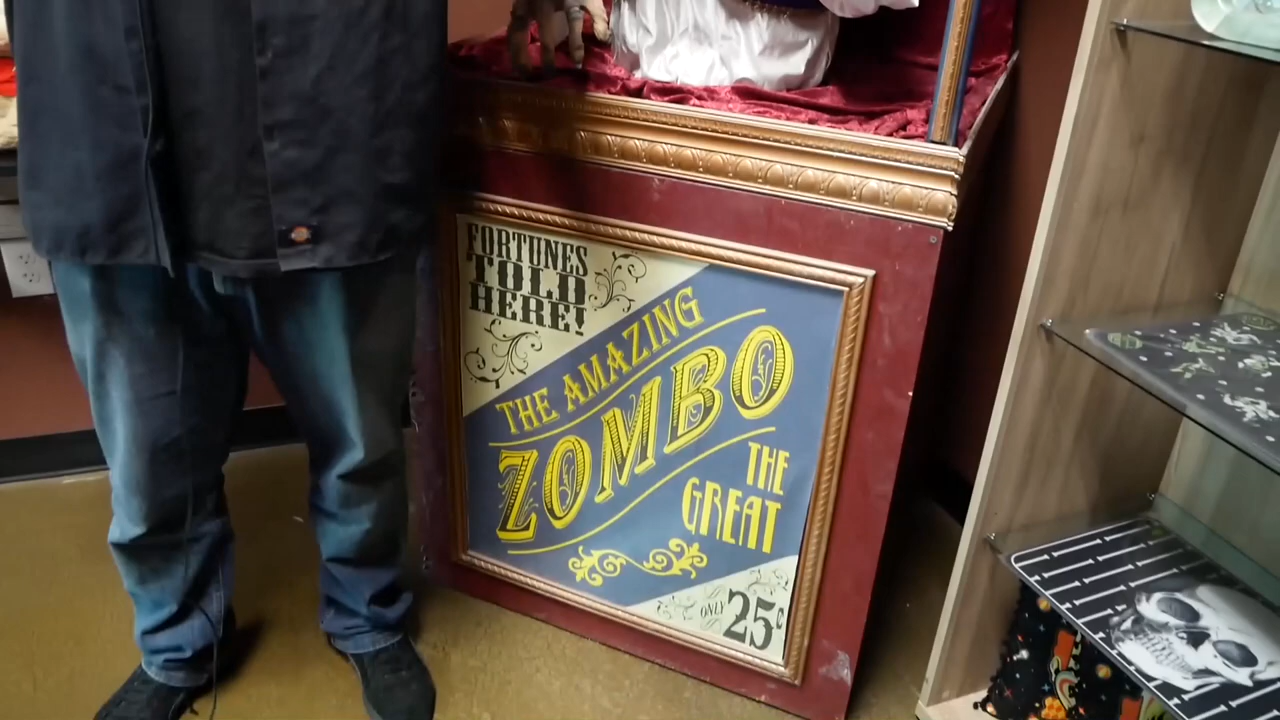 FORTUNES
TOLD
HERE!
THE AMAZING
ZOMBO
THE
GREAT
ONLY 25¢